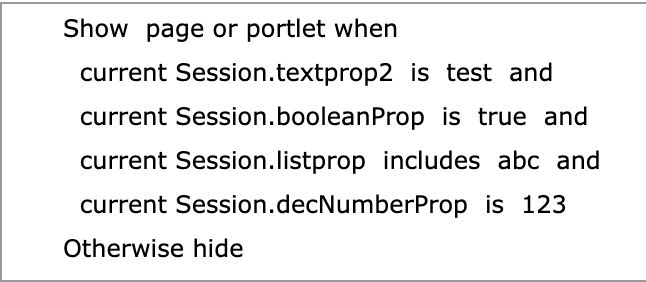 Show page or portlet when
current Session.textprop2 is test and
current Session.booleanProp is true and
current Session.listprop includes abc and
current Session.decNumberProp is 123
Otherwise hide